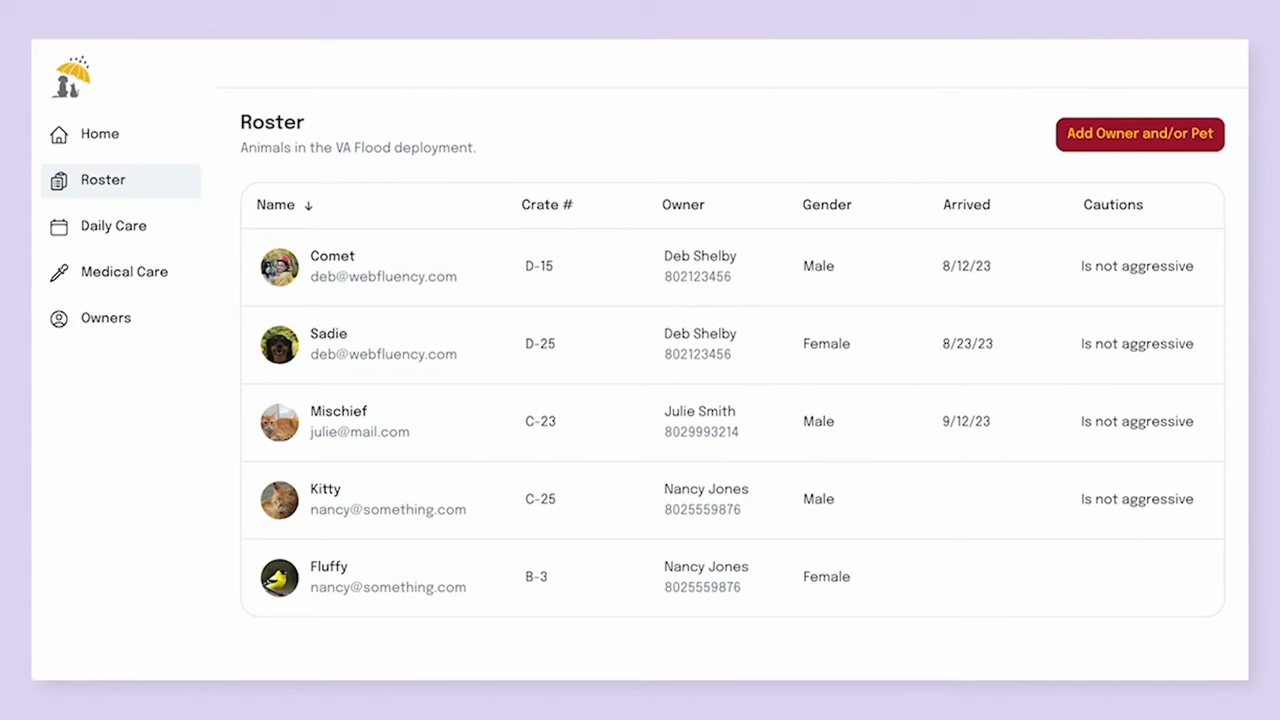 Home
Roster
Daily Care
Medical Care
Owners
Roster
Animals in the VA Flood deployment.
Add Owner and/or Pet
Name ↓ Crate # Owner Gender Arrived Cautions
Comet
deb@webfluency.com
D-15
Deb Shelby
802123456
Male
8/12/23
Is not aggressive
Sadie
deb@webfluency.com
D-25
Deb Shelby
802123456
Female
8/23/23
Is not aggressive
Mischief
julie@mail.com
C-23
Julie Smith
8029993214
Male
9/12/23
Is not aggressive
Kitty
nancy@something.com
C-25
Nancy Jones
8025559876
Male
Is not aggressive
Fluffy
nancy@something.com
B-3
Nancy Jones
8025559876
Female